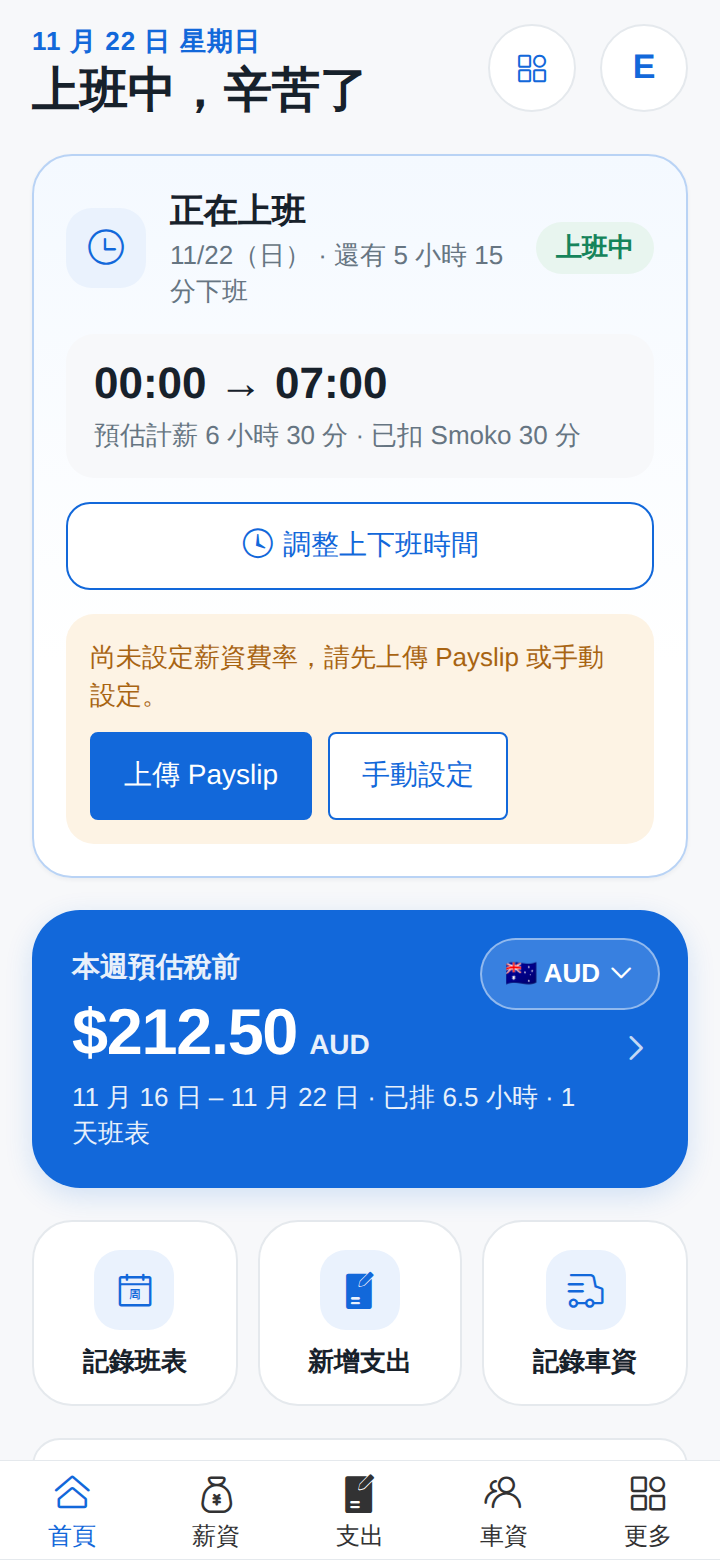 11 月 22 日 星期日
上班中，辛苦了
E
正在上班
11/22（日） · 還有 5 小時 15
分下班
上班中
00:00 → 07:00
預估計薪 6 小時 30 分 · 已扣 Smoko 30 分
調整上下班時間
尚未設定薪資費率，請先上傳 Payslip 或手動
設定。
上傳 Payslip
手動設定
本週預估稅前
AUD
$212.50 AUD
11 月 16 日 – 11 月 22 日 · 已排 6.5 小時 · 1
天班表
周
記錄班表
新增支出
記錄車資
首頁
¥
薪資
支出
車資
更多